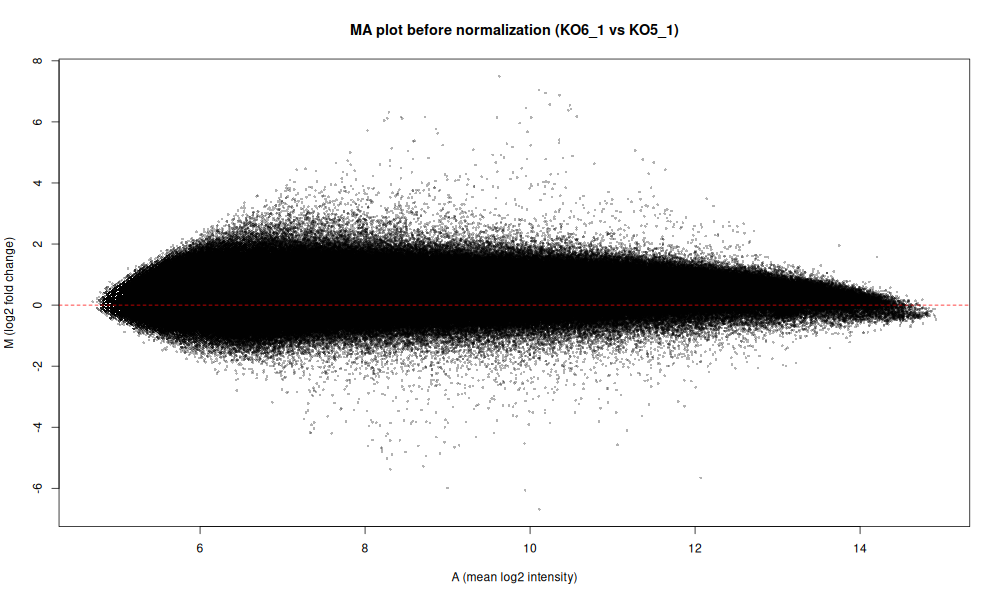 MA plot before normalization (KO6_1 vs KO5_1)
M (log2 fold change)
8
6
4
2
0
-2
-4
-6
6 8 10 12 14
A (mean log2 intensity)